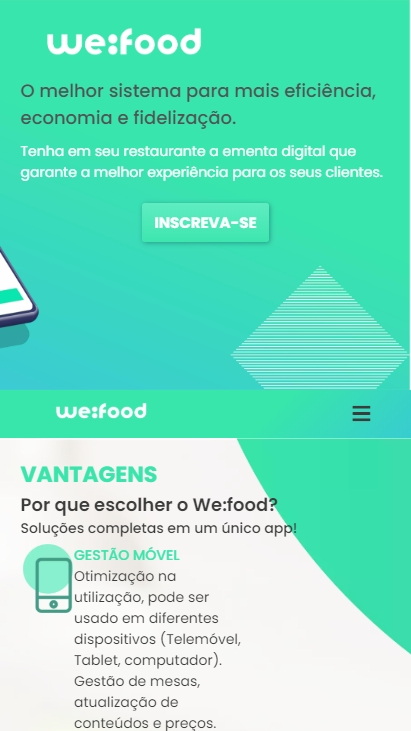 we:food
O melhor sistema para mais eficiência,
economia e fidelização.
Tenha em seu restaurante a ementa digital que
garante a melhor experiência para os seus clientes.
INSCREVA-SE
we:food
VANTAGENS
Por que escolher o We:food?
Soluções completas em um único app!
GESTÃO MÓVEL
Otimização na
utilização, pode ser
usado em diferentes
dispositivos (Telemóvel,
Tablet, computador).
Gestão de mesas,
atualização de
conteúdos e preços.